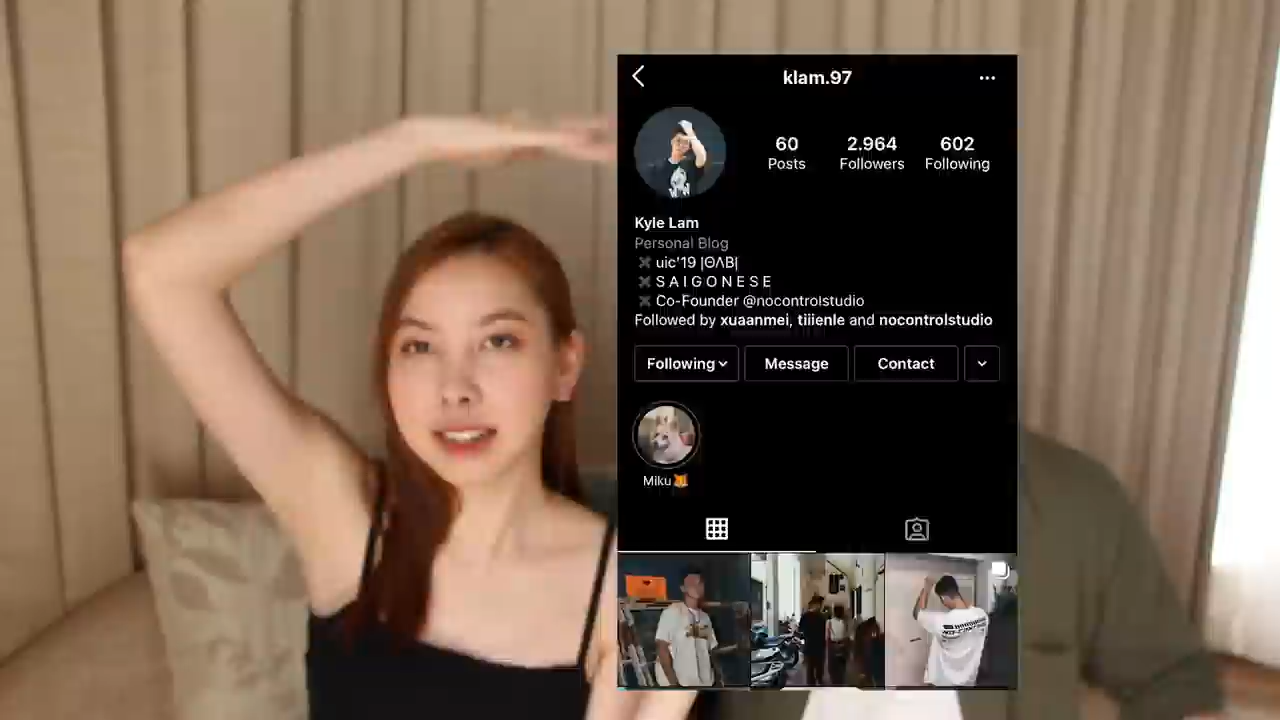 klam.97
60
2.964
602
Posts
Followers
Following
Kyle Lam
Personal Blog
✖️ uic'19 |ΘΛΒ|
✖️ S A I G O N E S E
✖️ Co-Founder @nocontrolstudio
Followed by xuaanmei, tiiienle and nocontrolstudio
Following
Message
Contact
Miku🦊